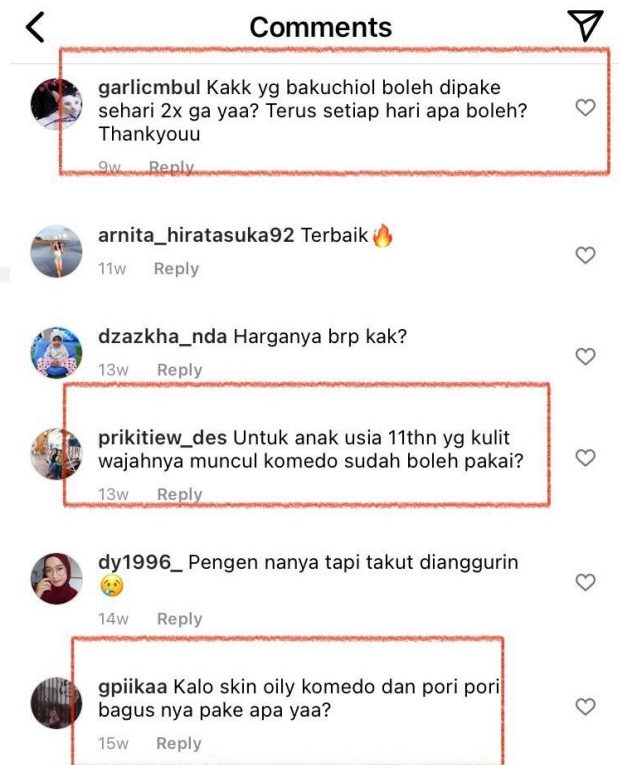 Comments
garlicmbul Kakk yg bakuchiol boleh dipake
sehari 2x ga yaa? Terus setiap hari apa boleh?
Thankyouu
9w Reply
arnita_hiratasuka92 Terbaik🔥
11w Reply
dzazkha_nda Harganya brp kak?
13w Reply
prikitiew_des Untuk anak usia 11thn yg kulit
wajahnya muncul komedo sudah boleh pakai?
13w Reply
dy1996_ Pengen nanya tapi takut dianggurin
😢
14w Reply
gpiikaa Kalo skin oily komedo dan pori pori
bagus nya pake apa yaa?
15w Reply